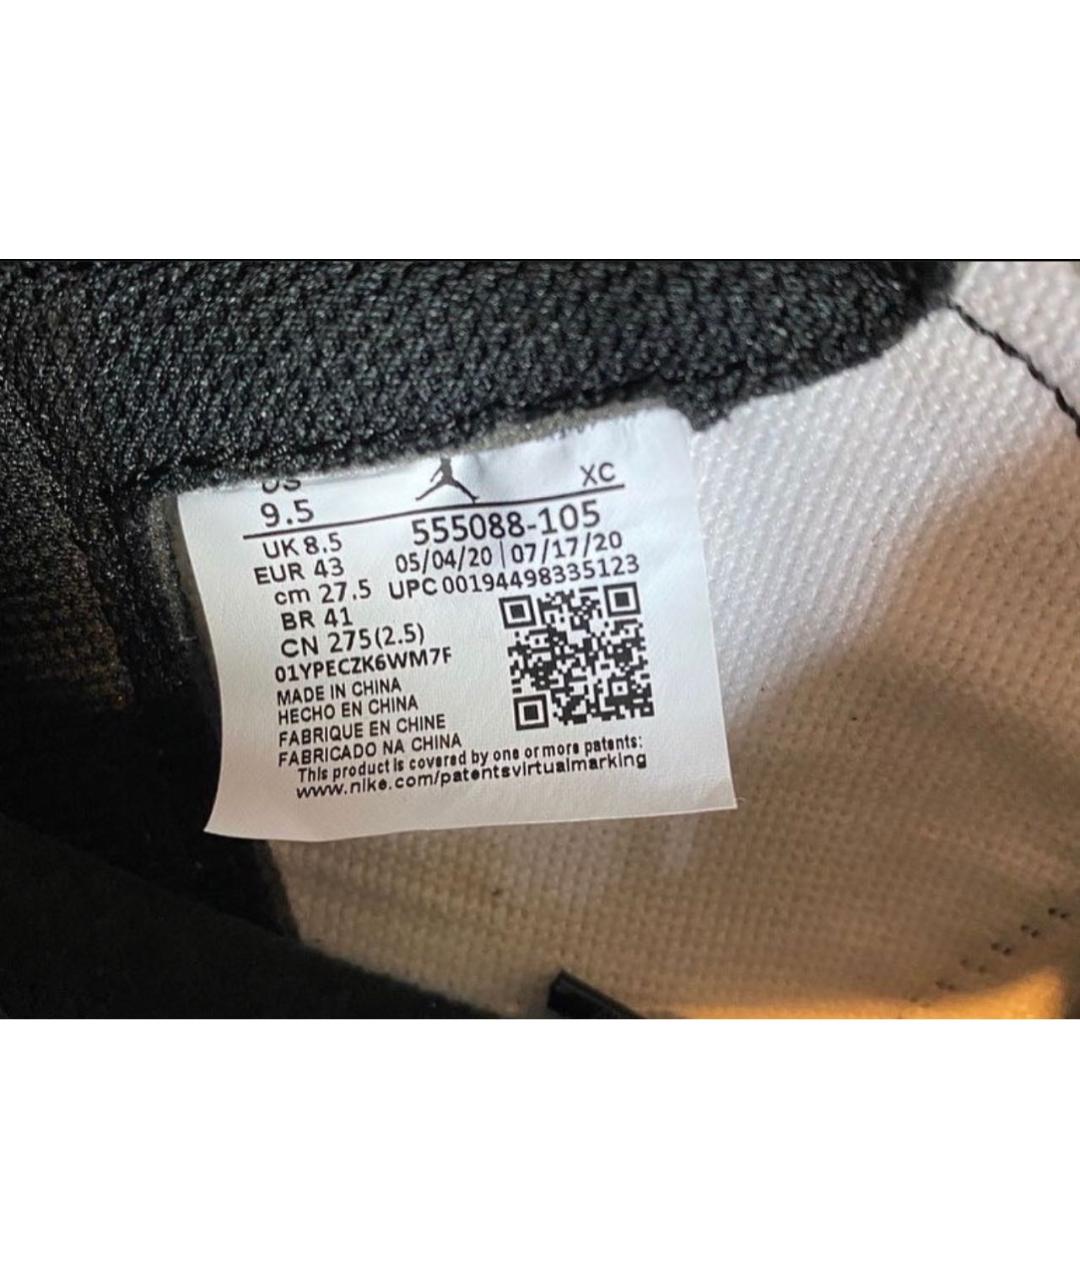 US XC
9.5
UK 8.5 555088-105
EUR 43 05/04/20 | 07/17/20
cm 27.5 UPC 00194498335123
BR 41
CN 275(2.5)
01YPECZK6WM7F
MADE IN CHINA
HECHO EN CHINA
FABRIQUE EN CHINE
FABRICADO NA CHINA
This product is covered by one or more patents:
www.nike.com/patentsvirtualmarking